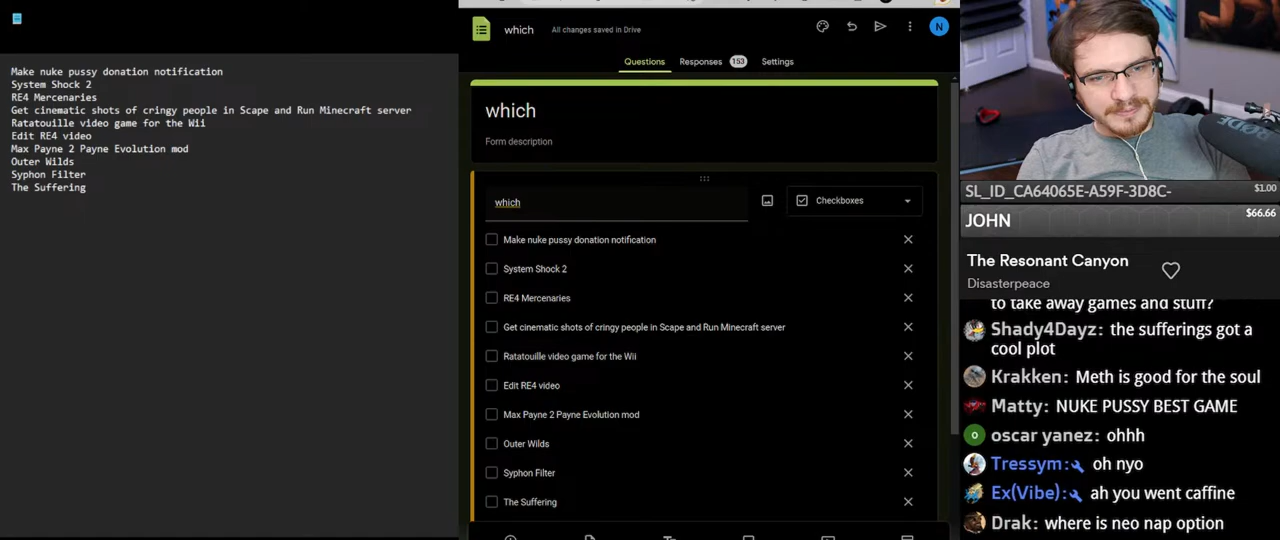 Make nuke pussy donation notification
System Shock 2
RE4 Mercenaries
Get cinematic shots of cringy people in Scape and Run Minecraft server
Ratatouille video game for the Wii
Edit RE4 video
Max Payne 2 Payne Evolution mod
Outer Wilds
Syphon Filter
The Suffering
which
All changes saved in Drive
N
Questions
Responses 153
Settings
which
Form description
which
Checkboxes
Make nuke pussy donation notification
System Shock 2
RE4 Mercenaries
Get cinematic shots of cringy people in Scape and Run Minecraft server
Ratatouille video game for the Wii
Edit RE4 video
Max Payne 2 Payne Evolution mod
Outer Wilds
Syphon Filter
The Suffering
SL_ID_CA64065E-A59F-3D8C- $1.00
JOHN $66.66
The Resonant Canyon
Disasterpeace
to take away games and stuff?
Shady4Dayz: the sufferings got a
cool plot
Krakken: Meth is good for the soul
Matty: NUKE PUSSY BEST GAME
o oscar yanez: ohhh
Tressym: oh nyo
Ex(Vibe): ah you went caffine
Drak: where is neo nap option